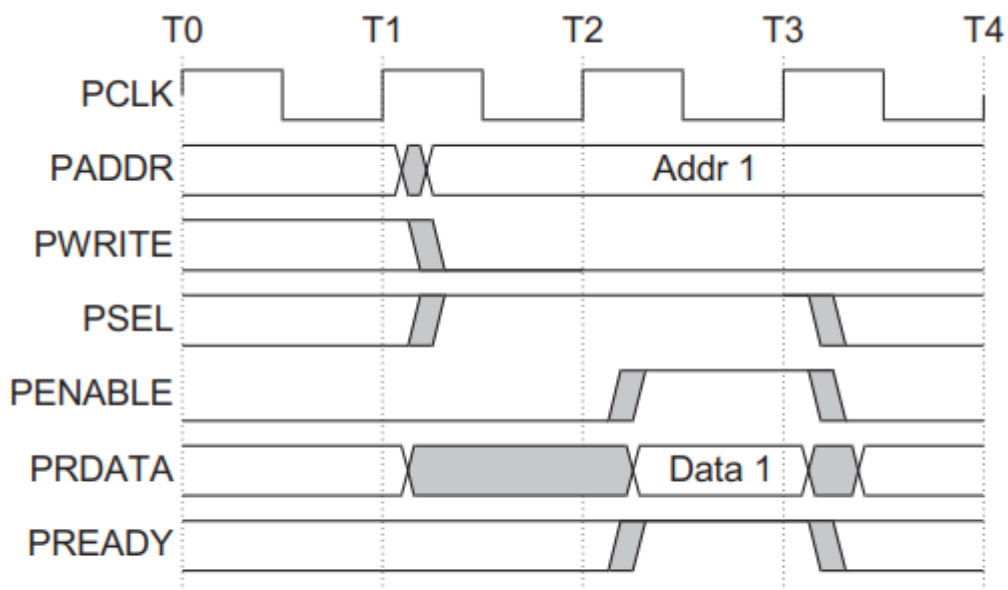 T0 T1 T2 T3 T4
PCLK
PADDR Addr 1
PWRITE
PSEL
PENABLE
PRDATA Data 1
PREADY